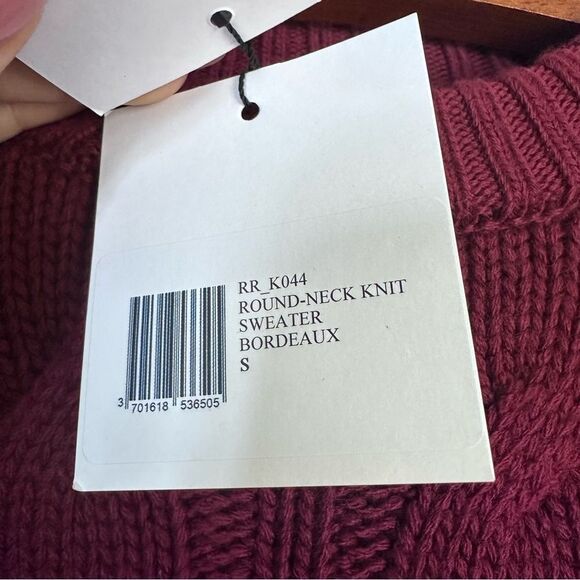 RR_K044
ROUND-NECK KNIT
SWEATER
BORDEAUX
S
3 701618 536505